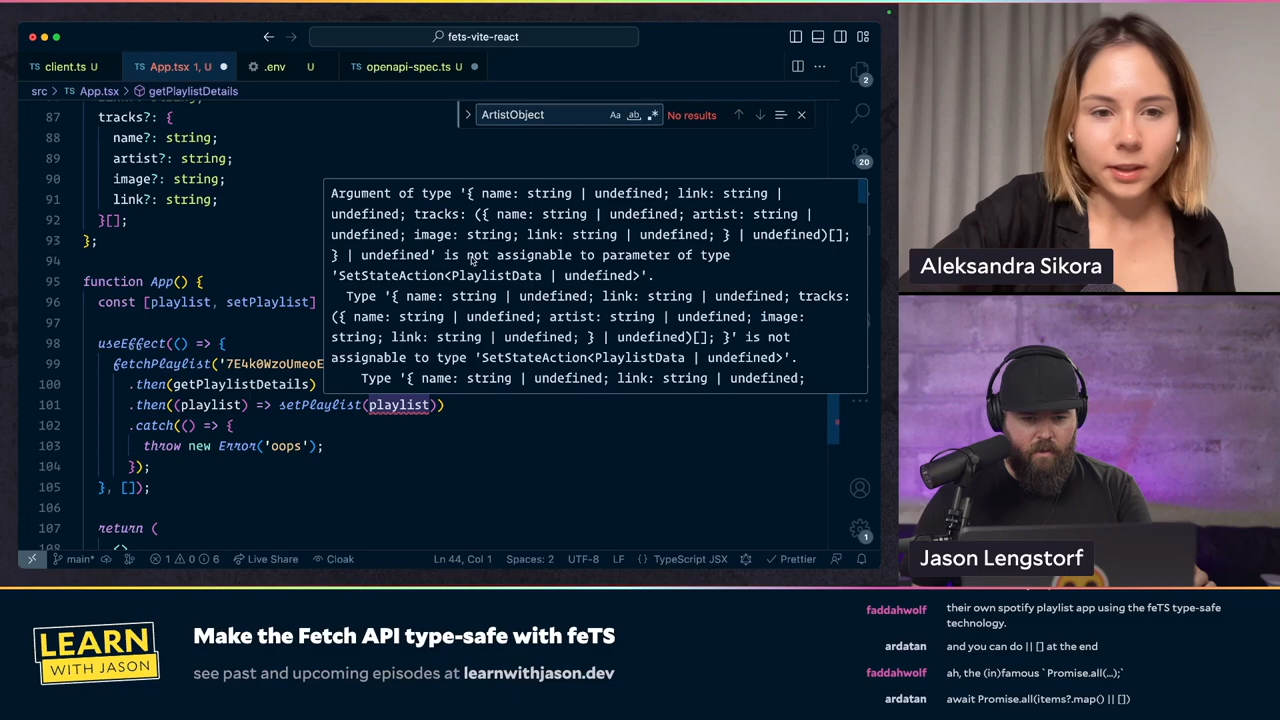 fets-vite-react
TS client.ts U
TS App.tsx 1, U
.env U
TS openapi-spec.ts U
src > App.tsx > getPlaylistDetails
ArtistObject
Aa ab, .*
No results
2
20
1
87 tracks?: {
88 name?: string;
89 artist?: string;
90 image?: string;
91 link?: string;
92 }[];
93 };
94
95 function App() {
96 const [playlist, setPlaylist]
97
98 useEffect(() => {
99 fetchPlaylist('7E4k0WzoUmeoE
100 .then(getPlaylistDetails)
101 .then((playlist) => setPlaylist(playlist))
102 .catch(() => {
103 throw new Error('oops');
104 });
105 }, []);
106
107 return (
Argument of type '{ name: string | undefined; link: string |
undefined; tracks: ({ name: string | undefined; artist: string |
undefined; image: string; link: string | undefined; } | undefined)[];
} | undefined' is not assignable to parameter of type
'SetStateAction<PlaylistData | undefined>'.
Type '{ name: string | undefined; link: string | undefined; tracks:
({ name: string | undefined; artist: string | undefined; image:
string; link: string | undefined; } | undefined)[]; }' is not
assignable to type 'SetStateAction<PlaylistData | undefined>'.
Type '{ name: string | undefined; link: string | undefined;
main* 1 0 6 Live Share Cloak Ln 44, Col 1 Spaces: 2 UTF-8 LF {} TypeScript JSX Prettier
Aleksandra Sikora
Jason Lengstorf
LEARN
WITH JASON
Make the Fetch API type-safe with feTS
see past and upcoming episodes at learnwithjason.dev
faddahwolf their own spotify playlist app using the feTS type-safe
technology.
ardatan and you can do || [] at the end
faddahwolf ah, the (in)famous `Promise.all(…);`
ardatan await Promise.all(items?.map() || [])